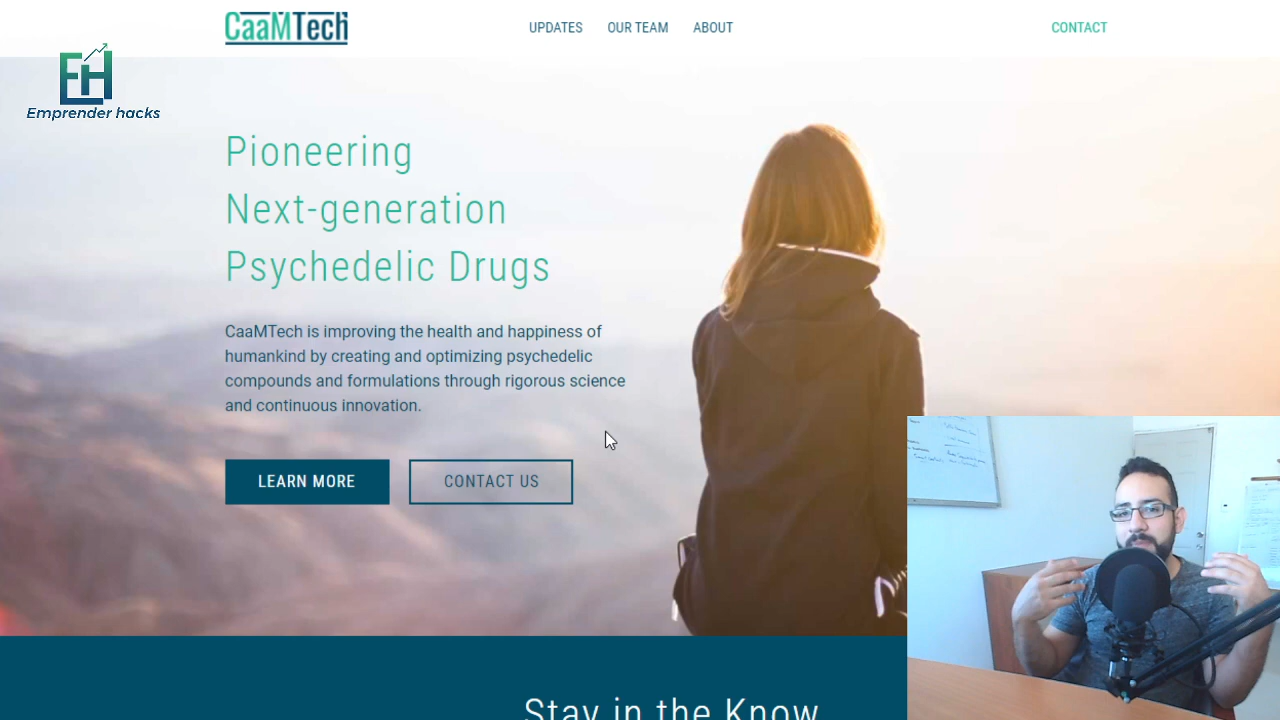 CaaMTech
UPDATES
OUR TEAM
ABOUT
CONTACT
EH
Emprender hacks
Pioneering
Next-generation
Psychedelic Drugs
CaaMTech is improving the health and happiness of
humankind by creating and optimizing psychedelic
compounds and formulations through rigorous science
and continuous innovation.
LEARN MORE
CONTACT US
Stay in the Know